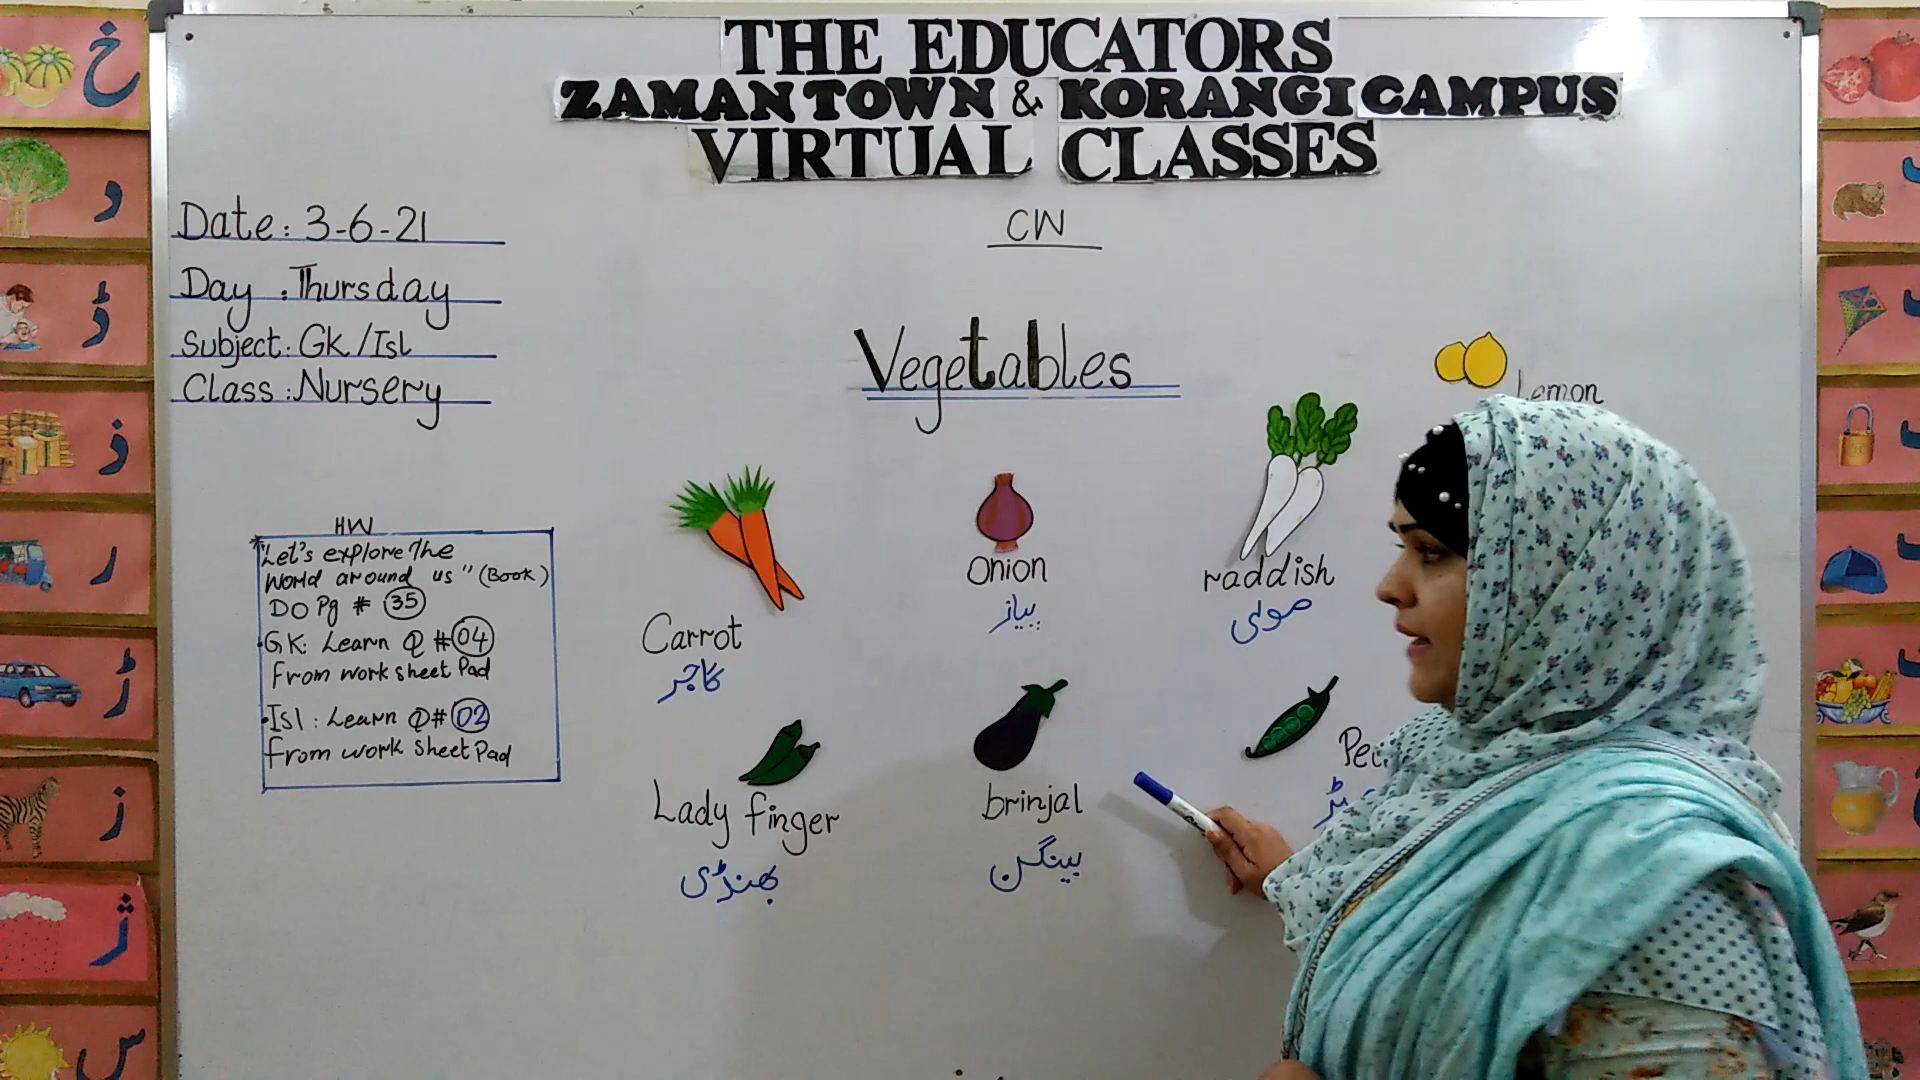 THE EDUCATORS
ZAMAN TOWN & KORANGI CAMPUS
VIRTUAL CLASSES
Date: 3-6-21
Day : Thursday
Subject: Gk/Isl
Class : Nursery
CW
Vegetables
Lemon
HW
"Let's explore The
World around us" (Book)
DO Pg # 35
GK: Learn Q #04
From work sheet Pad
Isl : Learn Q# 02
from work sheet Pad
Carrot
گاجر
Onion
پیاز
raddish
مولی
Lady finger
بھنڈی
brinjal
بینگن
خ
د
ڈ
ذ
ر
ڑ
ز
ژ
س